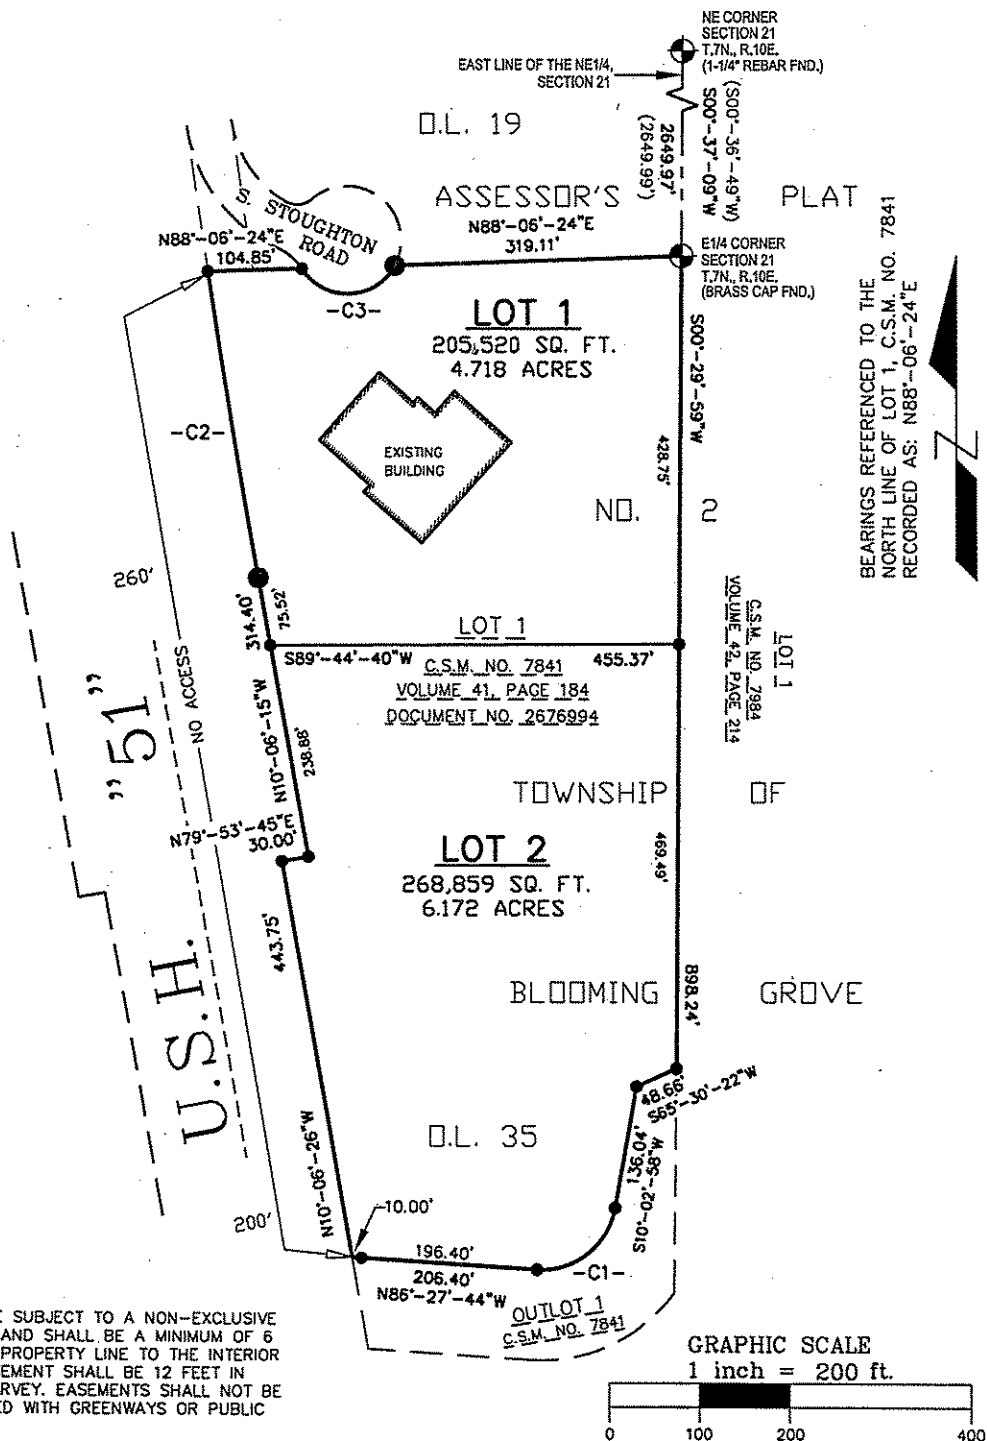 NE CORNER
SECTION 21
T.7N., R.10E.
(1-1/4" REBAR FND.)
EAST LINE OF THE NE1/4,
SECTION 21
(S00°-36'-49"W)
S00°-37'-09"W
2649.97'
(2649.99')
O.L. 19
ASSESSOR'S
PLAT
S. STOUGHTON
ROAD
N88°-06'-24"E
104.85'
N88°-06'-24"E
319.11'
E1/4 CORNER
SECTION 21
T.7N., R.10E.
(BRASS CAP FND.)
-C3-
LOT 1
205,520 SQ. FT.
4.718 ACRES
BEARINGS REFERENCED TO THE
NORTH LINE OF LOT 1, C.S.M. NO. 7841
RECORDED AS: N88°-06'-24"E
N
S00°-29'-59"W
428.75'
-C2-
EXISTING
BUILDING
NO.
2
260'
314.40'
75.52'
LOT 1
S89°-44'-40"W
455.37'
C.S.M. NO. 7841
VOLUME 41, PAGE 184
DOCUMENT NO. 2676994
LOT 1
C.S.M. NO. 7984
VOLUME 42, PAGE 214
NO ACCESS
N10°-06'-15"W
238.88'
U.S.H. "51"
TOWNSHIP
OF
N79°-53'-45"E
30.00'
LOT 2
268,859 SQ. FT.
6.172 ACRES
469.49'
443.75'
BLOOMING
GROVE
898.24'
48.66'
S65°-30'-22"W
O.L. 35
136.04'
S10°-02'-58"W
N10°-06'-26"W
200'
10.00'
196.40'
206.40'
N86°-27'-44"W
-C1-
OUTLOT 1
C.S.M. NO. 7841
SUBJECT TO A NON-EXCLUSIVE
AND SHALL BE A MINIMUM OF 6
PROPERTY LINE TO THE INTERIOR
EMENT SHALL BE 12 FEET IN
RVEY. EASEMENTS SHALL NOT BE
ED WITH GREENWAYS OR PUBLIC
GRAPHIC SCALE
1 inch = 200 ft.
0 100 200 400